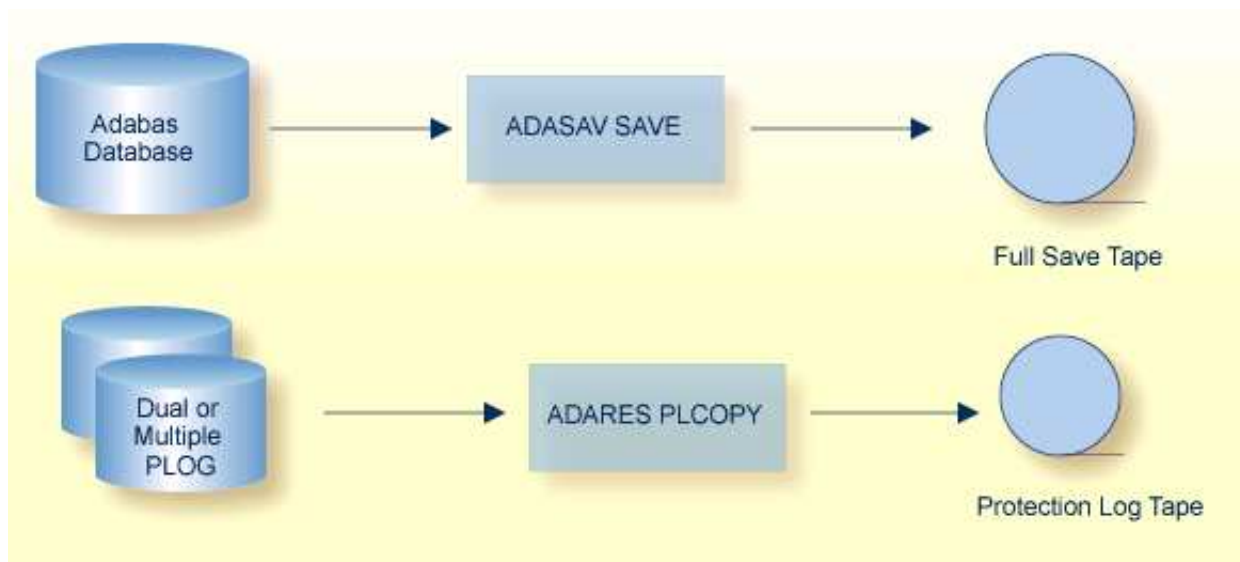 Adabas
Database
ADASAV SAVE
Full Save Tape
Dual or
Multiple
PLOG
ADARES PLCOPY
Protection Log Tape